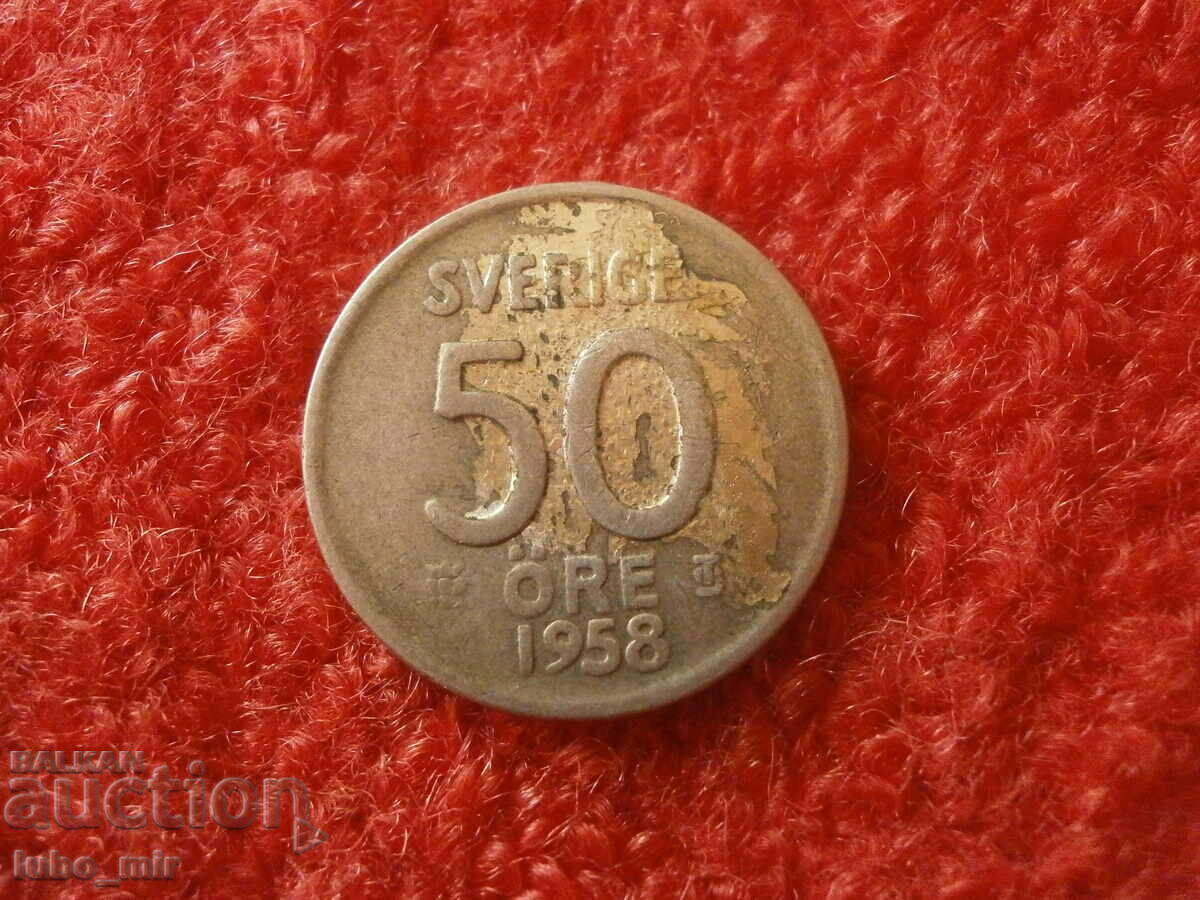 SVERIGE
50
ÖRE
1958
BALKAN
auction
lubo_mir